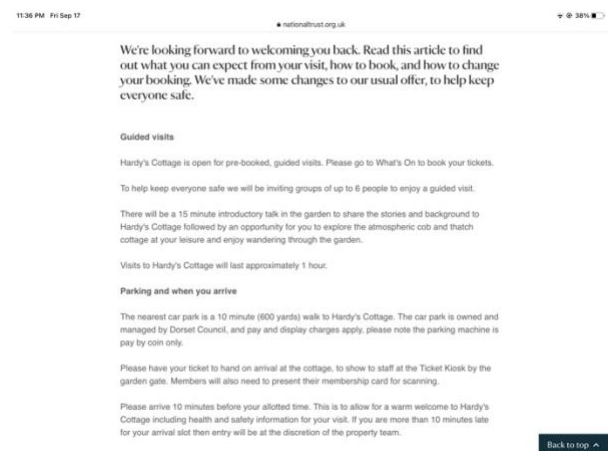 11:36 PM Fri Sep 17
nationaltrust.org.uk
38%
We're looking forward to welcoming you back. Read this article to find
out what you can expect from your visit, how to book, and how to change
your booking. We've made some changes to our usual offer, to help keep
everyone safe.
Guided visits
Hardy's Cottage is open for pre-booked, guided visits. Please go to What's On to book your tickets.
To help keep everyone safe we will be inviting groups of up to 6 people to enjoy a guided visit.
There will be a 15 minute introductory talk in the garden to share the stories and background to
Hardy's Cottage followed by an opportunity for you to explore the atmospheric cob and thatch
cottage at your leisure and enjoy wandering through the garden.
Visits to Hardy's Cottage will last approximately 1 hour.
Parking and when you arrive
The nearest car park is a 10 minute (600 yards) walk to Hardy's Cottage. The car park is owned and
managed by Dorset Council, and pay and display charges apply, please note the parking machine is
pay by coin only.
Please have your ticket to hand on arrival at the cottage, to show to staff at the Ticket Kiosk by the
garden gate. Members will also need to present their membership card for scanning.
Please arrive 10 minutes before your allotted time. This is to allow for a warm welcome to Hardy's
Cottage including health and safety information for your visit. If you are more than 10 minutes late
for your arrival slot then entry will be at the discretion of the property team.
Back to top